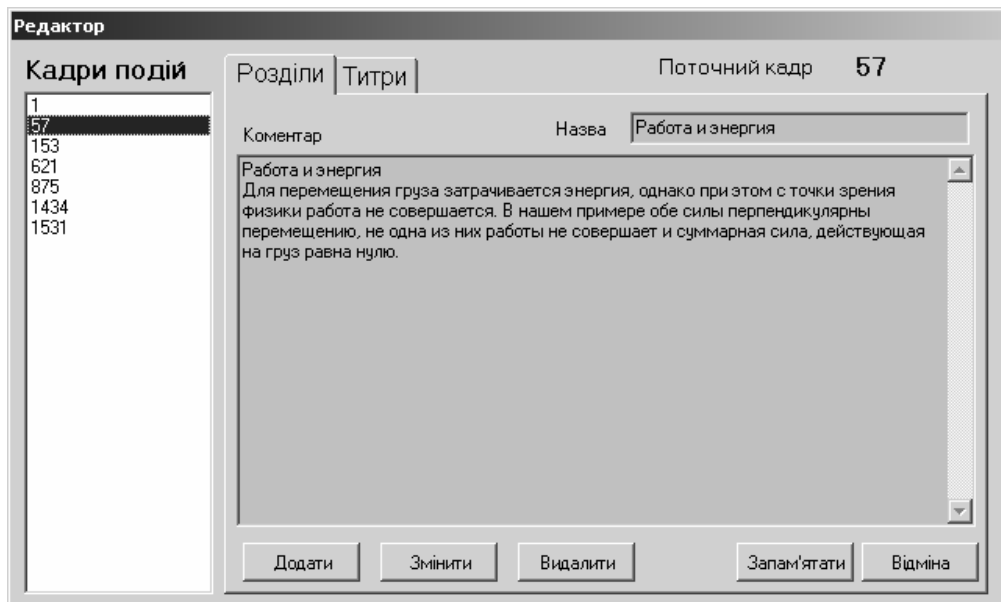 Редактор
Кадри подій
1
57
153
621
875
1434
1531
Розділи Титри
Поточний кадр 57
Коментар
Назва Работа и энергия
Работа и энергия
Для перемещения груза затрачивается энергия, однако при этом с точки зрения
физики работа не совершается. В нашем примере обе силы перпендикулярны
перемещению, не одна из них работы не совершает и суммарная сила, действующая
на груз равна нулю.
Додати Змінити Видалити Запам'ятати Відміна